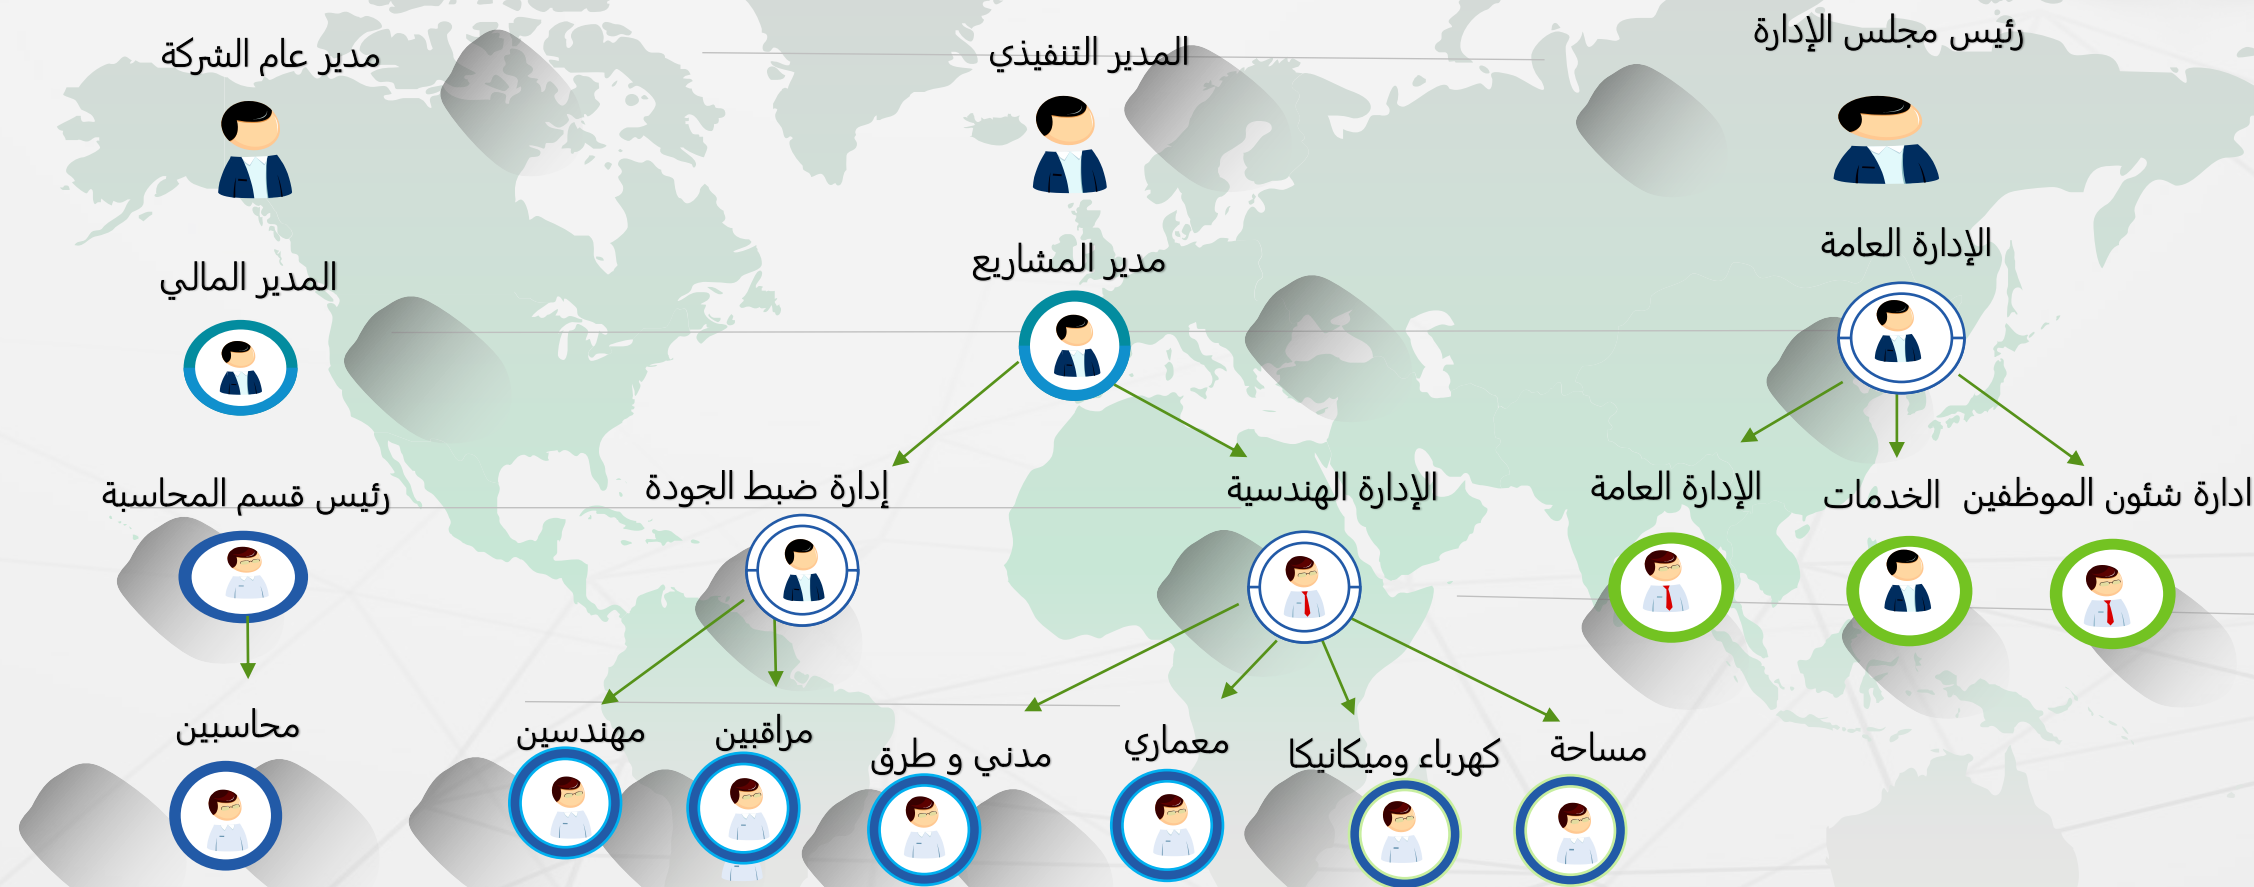 رئيس مجلس الإدارة
المدير التنفيذي
مدير عام الشركة
الإدارة العامة
مدير المشاريع
المدير المالي
ادارة شئون الموظفين
الخدمات
الإدارة العامة
الإدارة الهندسية
إدارة ضبط الجودة
رئيس قسم المحاسبة
مساحة
كهرباء وميكانيكا
معماري
مدني و طرق
مراقبين
مهندسين
محاسبين